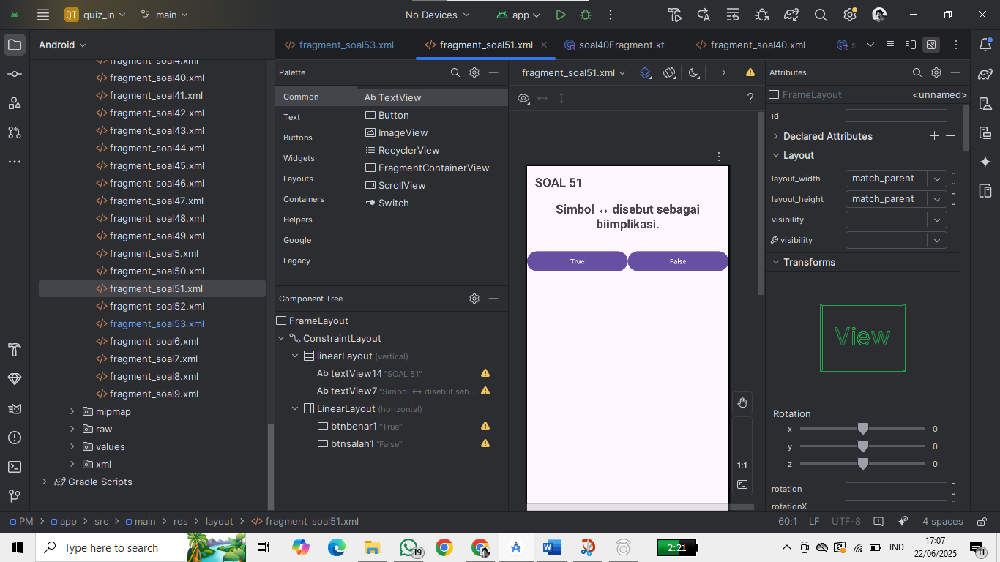 QI quiz_in main No Devices app
Android
fragment_soal53.xml fragment_soal51.xml soal40Fragment.kt fragment_soal40.xml
fragment_soal4.xml
fragment_soal40.xml
fragment_soal41.xml
fragment_soal42.xml
fragment_soal43.xml
fragment_soal44.xml
fragment_soal45.xml
fragment_soal46.xml
fragment_soal47.xml
fragment_soal48.xml
fragment_soal49.xml
fragment_soal5.xml
fragment_soal50.xml
fragment_soal51.xml
fragment_soal52.xml
fragment_soal53.xml
fragment_soal6.xml
fragment_soal7.xml
fragment_soal8.xml
fragment_soal9.xml
mipmap
raw
values
xml
Gradle Scripts
Palette
Common
Text
Buttons
Widgets
Layouts
Containers
Helpers
Google
Legacy
Ab TextView
Button
ImageView
RecyclerView
FragmentContainerView
ScrollView
Switch
Component Tree
FrameLayout
ConstraintLayout
linearLayout (vertical)
Ab textView14 "SOAL 51"
Ab textView7 "Simbol ↔ disebut seb...
LinearLayout (horizontal)
btnbenar1 "True"
btnsalah1 "False"
fragment_soal51.xml
?
SOAL 51
Simbol ↔ disebut sebagai
biimplikasi.
True False
1:1
Attributes
FrameLayout <unnamed>
id
Declared Attributes
Layout
layout_width match_parent
layout_height match_parent
visibility
visibility
Transforms
View
Rotation
x 0
y 0
z 0
rotation
rotationX
PM > app > src > main > res > layout > fragment_soal51.xml
60:1 LF UTF-8 4 spaces
Type here to search
19
2:21
IND
17:07
22/06/2025
11